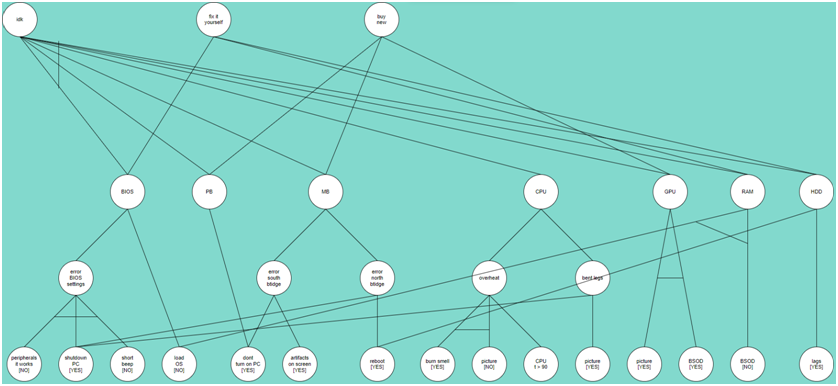 idk
fix it
yourself
buy
new
BIOS
PB
MB
CPU
GPU
RAM
HDD
error
BIOS
settings
error
south
bridge
error
north
bridge
overheat
bent legs
peripherals
it works
[NO]
shutdown
PC
[YES]
short
beep
[NO]
load
OS
[NO]
dont
turn on PC
[YES]
artifacts
on screen
[YES]
reboot
[YES]
burn smell
[YES]
picture
[NO]
CPU
t > 90
picture
[YES]
picture
[YES]
BSOD
[YES]
BSOD
[NO]
lags
[YES]